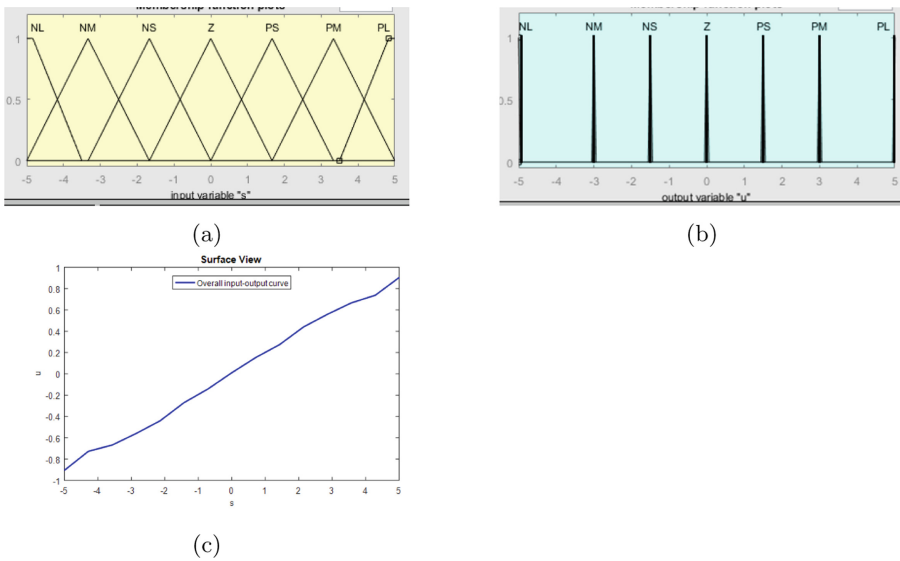 Membership function plots
NL NM NS Z PS PM PL
1
0.5
0
-5 -4 -3 -2 -1 0 1 2 3 4 5
input variable "s"
(a)
NL NM NS Z PS PM PL
1
0.5
0
-5 -4 -3 -2 -1 0 1 2 3 4 5
output variable "u"
(b)
Surface View
Overall input-output curve
1
0.8
0.6
0.4
0.2
0
-0.2
-0.4
-0.6
-0.8
-1
u
-5 -4 -3 -2 -1 0 1 2 3 4 5
s
(c)